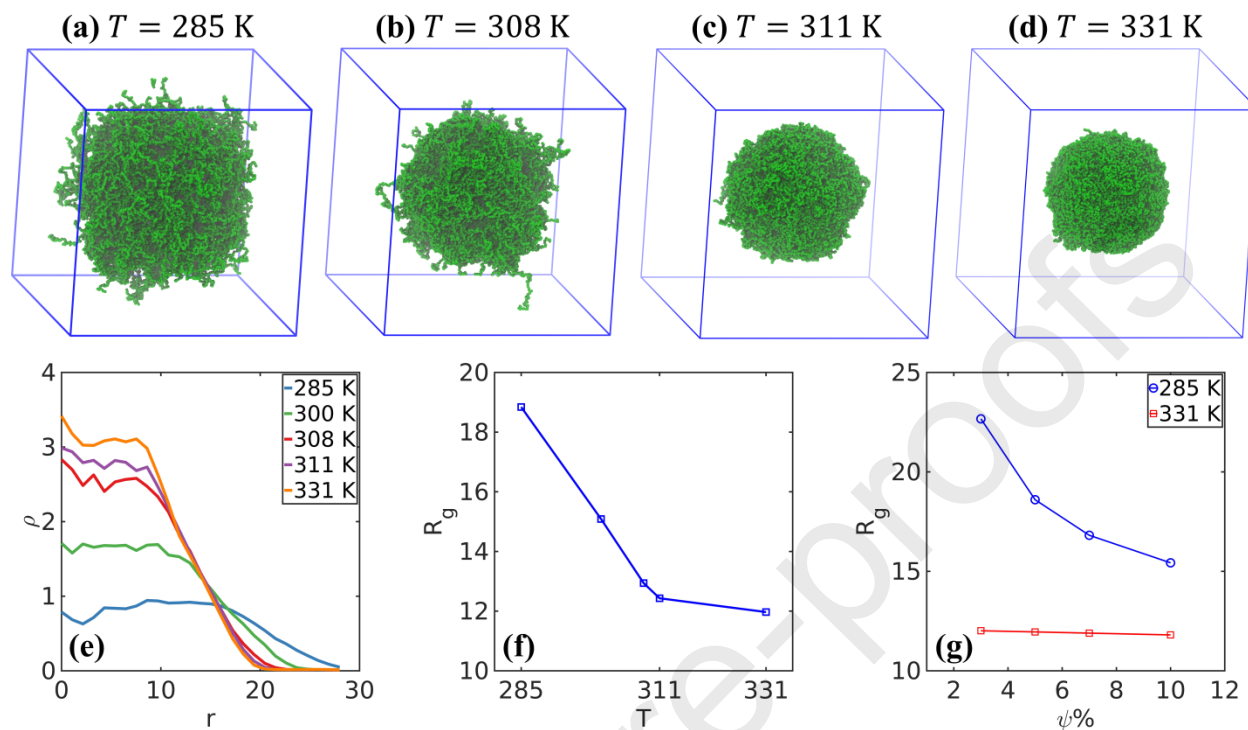 (a) T = 285 K
(b) T = 308 K
(c) T = 311 K
(d) T = 331 K
4
3
2
1
0
ρ
0
10
20
30
r
285 K
300 K
308 K
311 K
331 K
(e)
20
18
16
14
12
10
R_g
285
311
331
T
(f)
25
20
15
10
R_g
2
4
6
8
10
12
ψ%
285 K
331 K
(g)
re-proofs